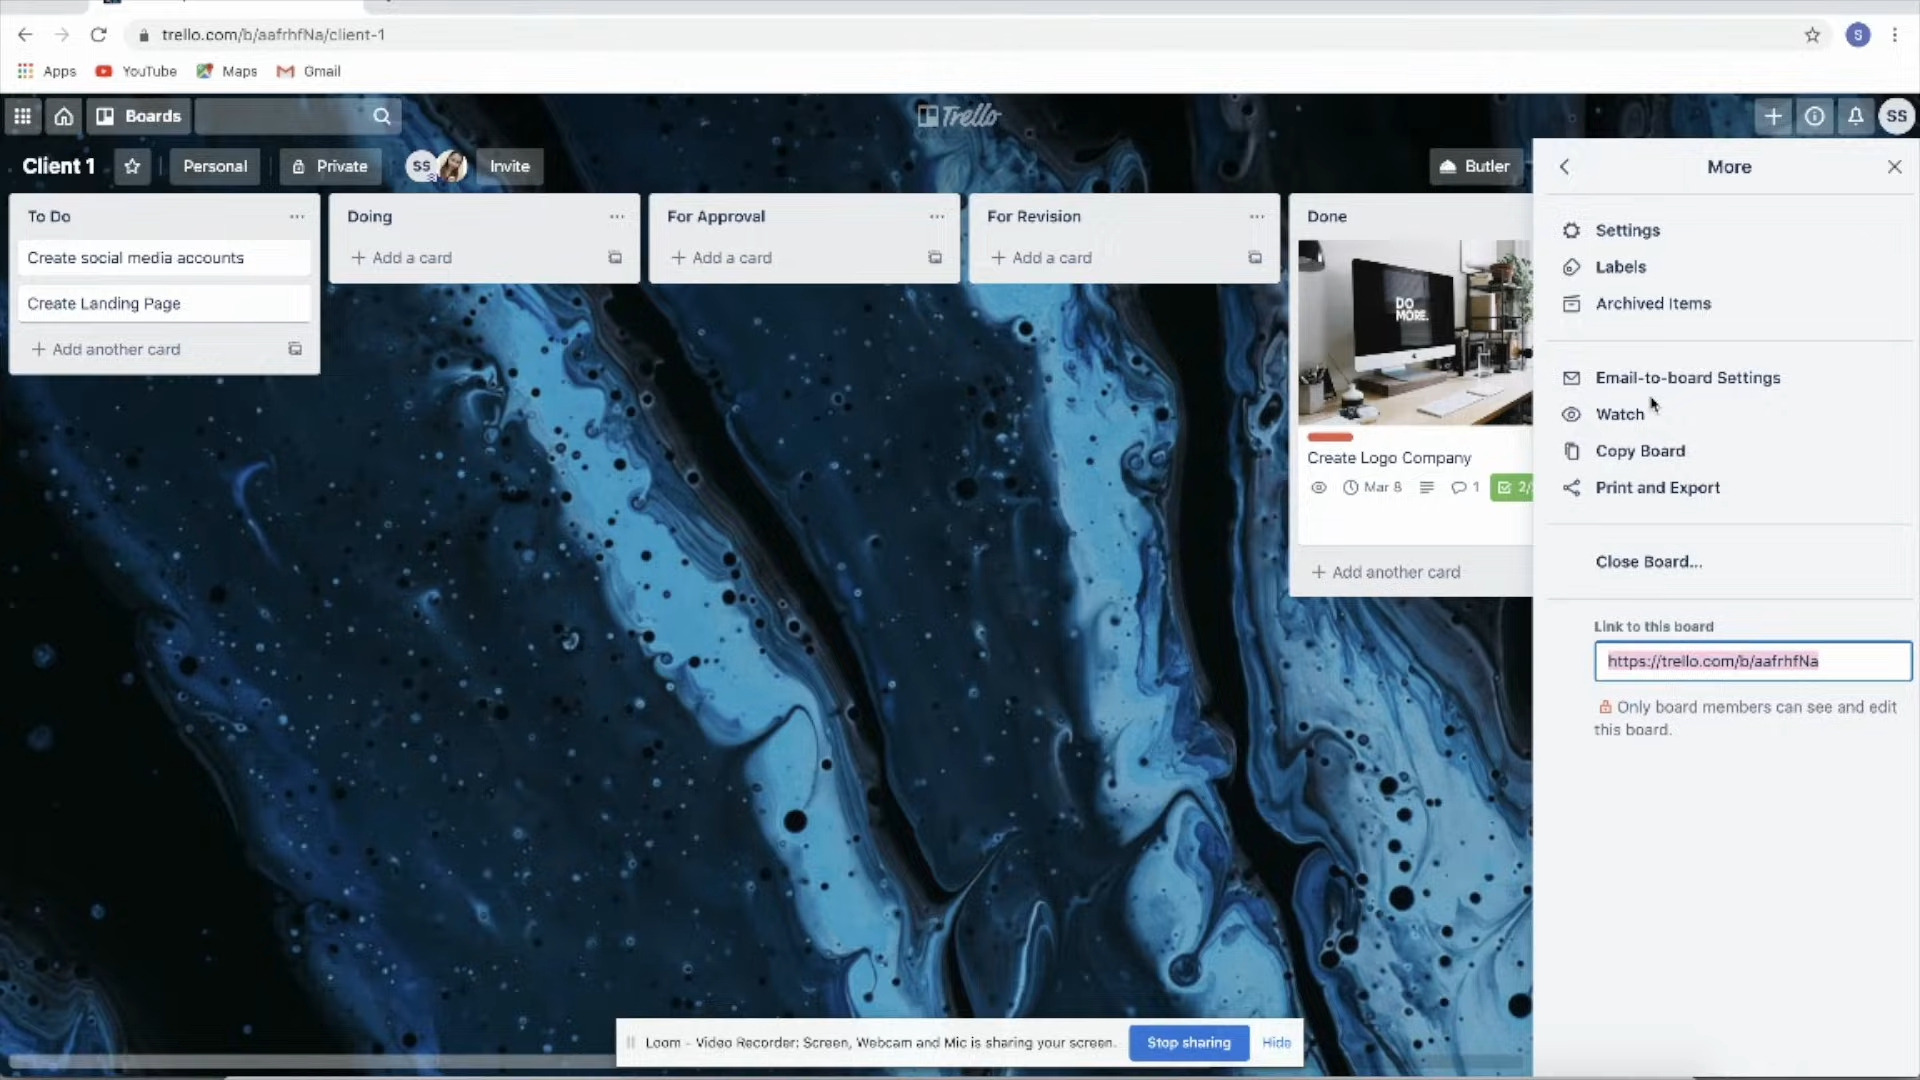 trello.com/b/aafrhfNa/client-1
Apps YouTube Maps Gmail
Boards Trello SS
Client 1 Personal Private SS Invite Butler
More
To Do
Create social media accounts
Create Landing Page
+ Add another card
Doing
+ Add a card
For Approval
+ Add a card
For Revision
+ Add a card
Done
DO
MORE.
Create Logo Company
Mar 8 1 2/
+ Add another card
Settings
Labels
Archived Items
Email-to-board Settings
Watch
Copy Board
Print and Export
Close Board...
Link to this board
https://trello.com/b/aafrhfNa
Only board members can see and edit
this board.
Loom - Video Recorder: Screen, Webcam and Mic is sharing your screen. Stop sharing Hide